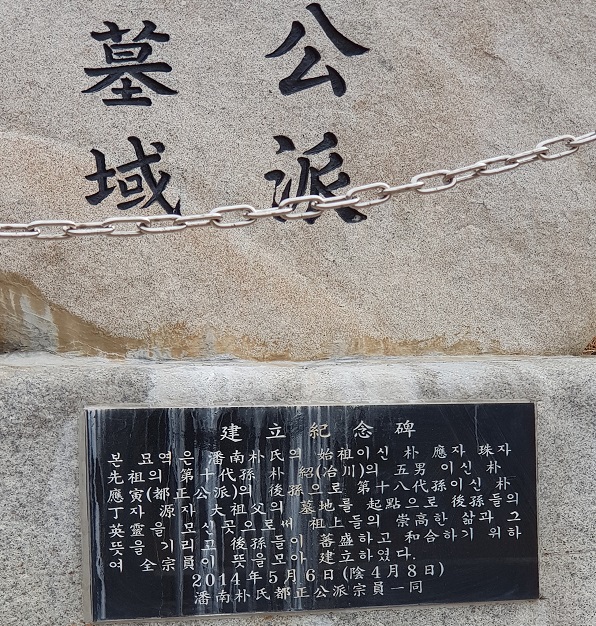 公派
墓域
建立紀念碑
본 묘역은 潘南朴氏의 始祖이신 朴 應자 珠자
先祖의 第十代孫 朴 紹(冶川)의 五男 이신 朴
應寅(都正公派)의 後孫으로 第十八代孫이신 朴
丁자 源자 大祖父의 墓地를 起點으로 後孫들의
英靈을 모신곳으로써 祖上들의 崇高한 삶과 그
뜻을 기리고 後孫들이 蕃盛하고 和合하기 위하
여 全宗員이 뜻을모아 建立하였다.
2014年5月6日(陰4月8日)
潘南朴氏都正公派宗員一同